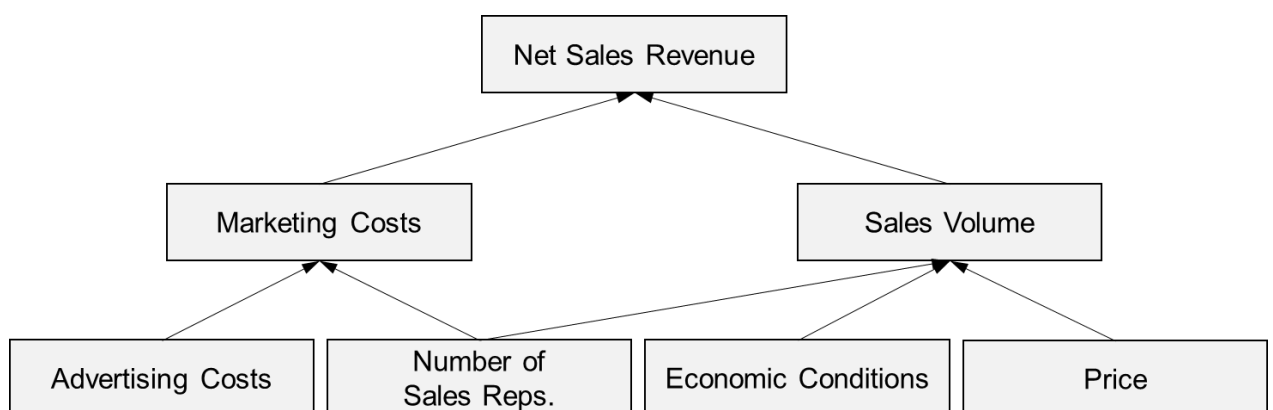 Net Sales Revenue
Marketing Costs
Sales Volume
Advertising Costs
Number of
Sales Reps.
Economic Conditions
Price